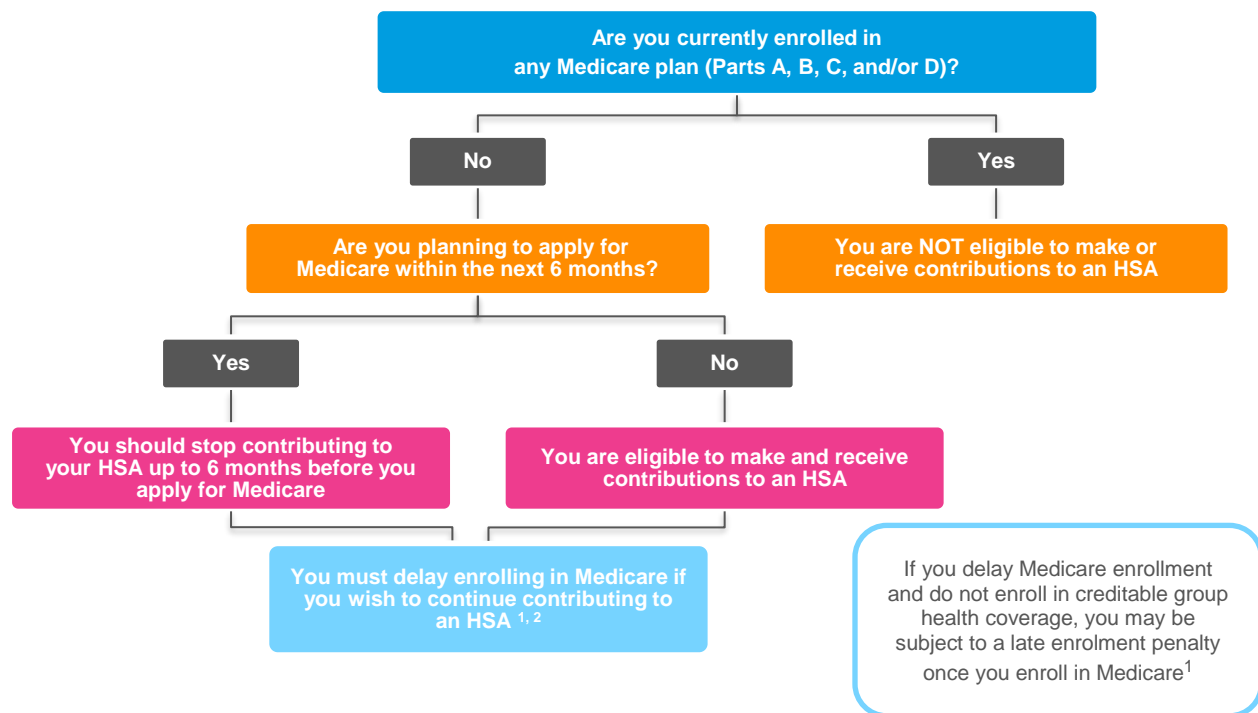 Are you currently enrolled in
any Medicare plan (Parts A, B, C, and/or D)?
No
Yes
Are you planning to apply for
Medicare within the next 6 months?
You are NOT eligible to make or
receive contributions to an HSA
Yes
No
You should stop contributing to
your HSA up to 6 months before you
apply for Medicare
You are eligible to make and receive
contributions to an HSA
You must delay enrolling in Medicare if
you wish to continue contributing to
an HSA 1, 2
If you delay Medicare enrollment
and do not enroll in creditable group
health coverage, you may be
subject to a late enrolment penalty
once you enroll in Medicare1